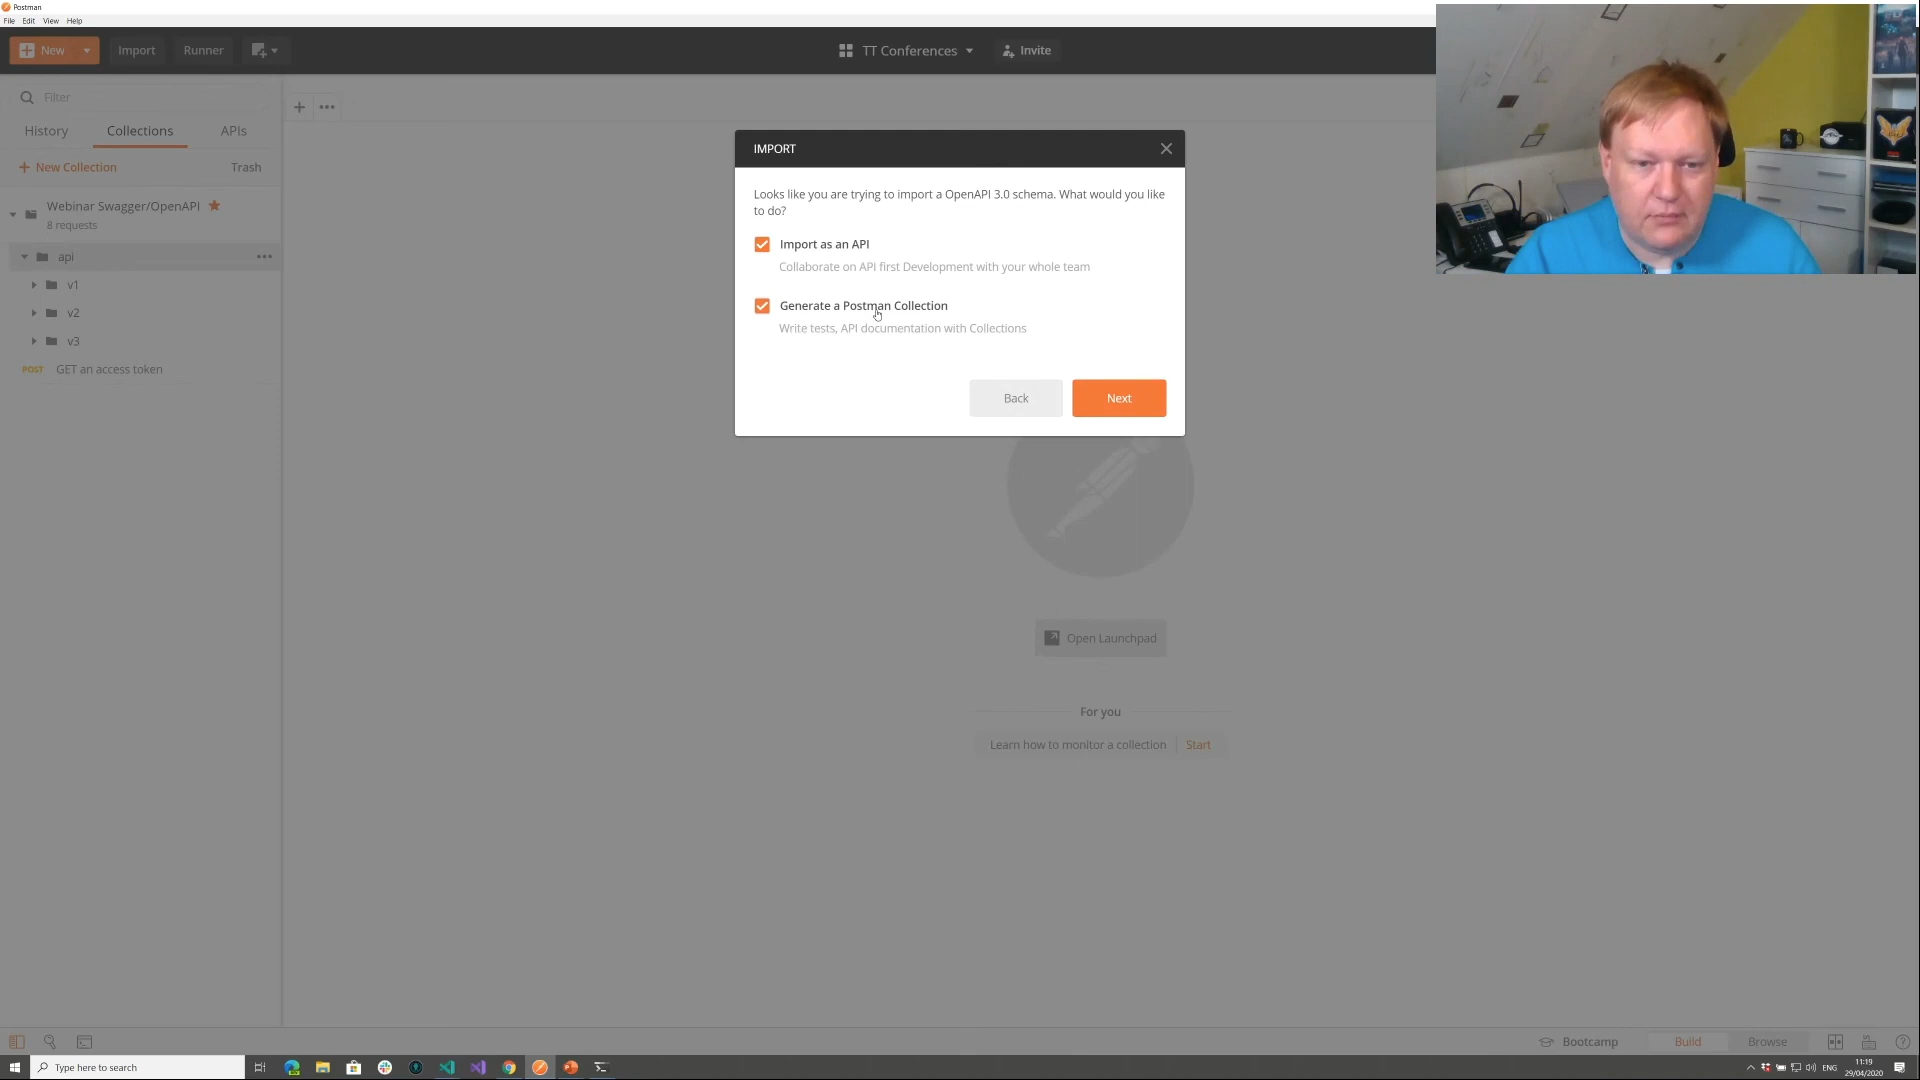 Postman
File Edit View Help
New Import Runner TT Conferences Invite
Filter
History Collections APIs
+ New Collection Trash
Webinar Swagger/OpenAPI
8 requests
api
v1
v2
v3
POST GET an access token
IMPORT
Looks like you are trying to import a OpenAPI 3.0 schema. What would you like
to do?
Import as an API
Collaborate on API first Development with your whole team
Generate a Postman Collection
Write tests, API documentation with Collections
Back Next
Open Launchpad
For you
Learn how to monitor a collection Start
Bootcamp Build Browse
Type here to search
ENG
11:19
29/04/2020